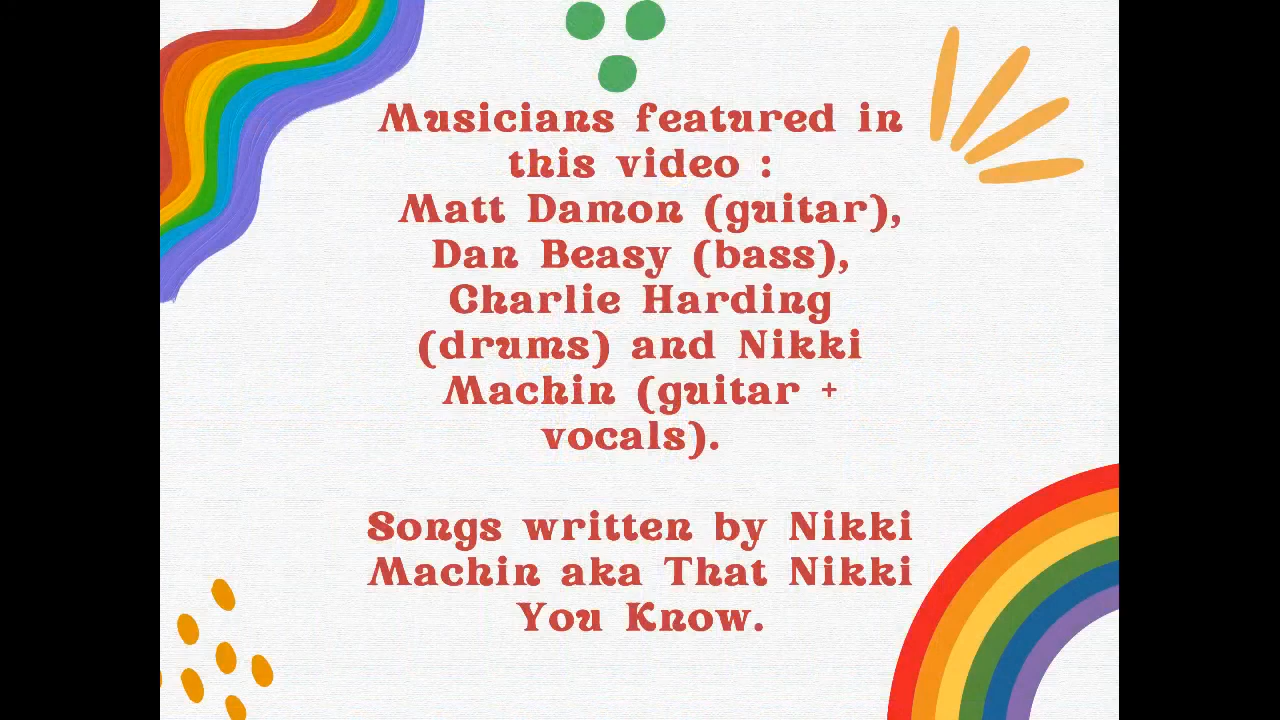 Musicians featured in
this video :
Matt Damon (guitar),
Dan Beasy (bass),
Charlie Harding
(drums) and Nikki
Machin (guitar +
vocals).
Songs written by Nikki
Machin aka That Nikki
You Know.